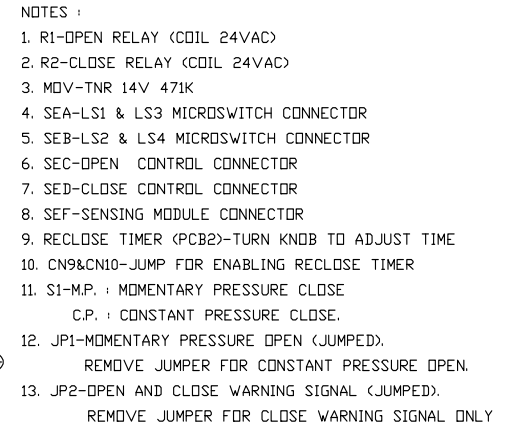 NOTES :
1. R1-OPEN RELAY (COIL 24VAC)
2. R2-CLOSE RELAY (COIL 24VAC)
3. MOV-TNR 14V 471K
4. SEA-LS1 & LS3 MICROSWITCH CONNECTOR
5. SEB-LS2 & LS4 MICROSWITCH CONNECTOR
6. SEC-OPEN CONTROL CONNECTOR
7. SED-CLOSE CONTROL CONNECTOR
8. SEF-SENSING MODULE CONNECTOR
9. RECLOSE TIMER (PCB2)-TURN KNOB TO ADJUST TIME
10. CN9&CN10-JUMP FOR ENABLING RECLOSE TIMER
11. S1-M.P. : MOMENTARY PRESSURE CLOSE
C.P. : CONSTANT PRESSURE CLOSE.
12. JP1-MOMENTARY PRESSURE OPEN (JUMPED).
REMOVE JUMPER FOR CONSTANT PRESSURE OPEN.
13. JP2-OPEN AND CLOSE WARNING SIGNAL (JUMPED).
REMOVE JUMPER FOR CLOSE WARNING SIGNAL ONLY